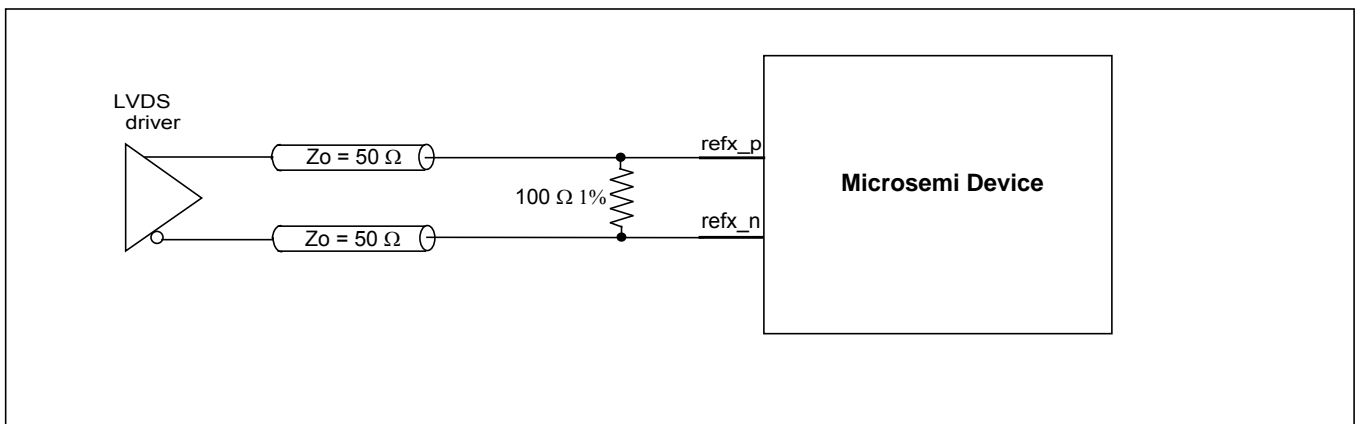 LVDS
driver
Zo = 50 Ω
refx_p
100 Ω 1%
Microsemi Device
refx_n
Zo = 50 Ω